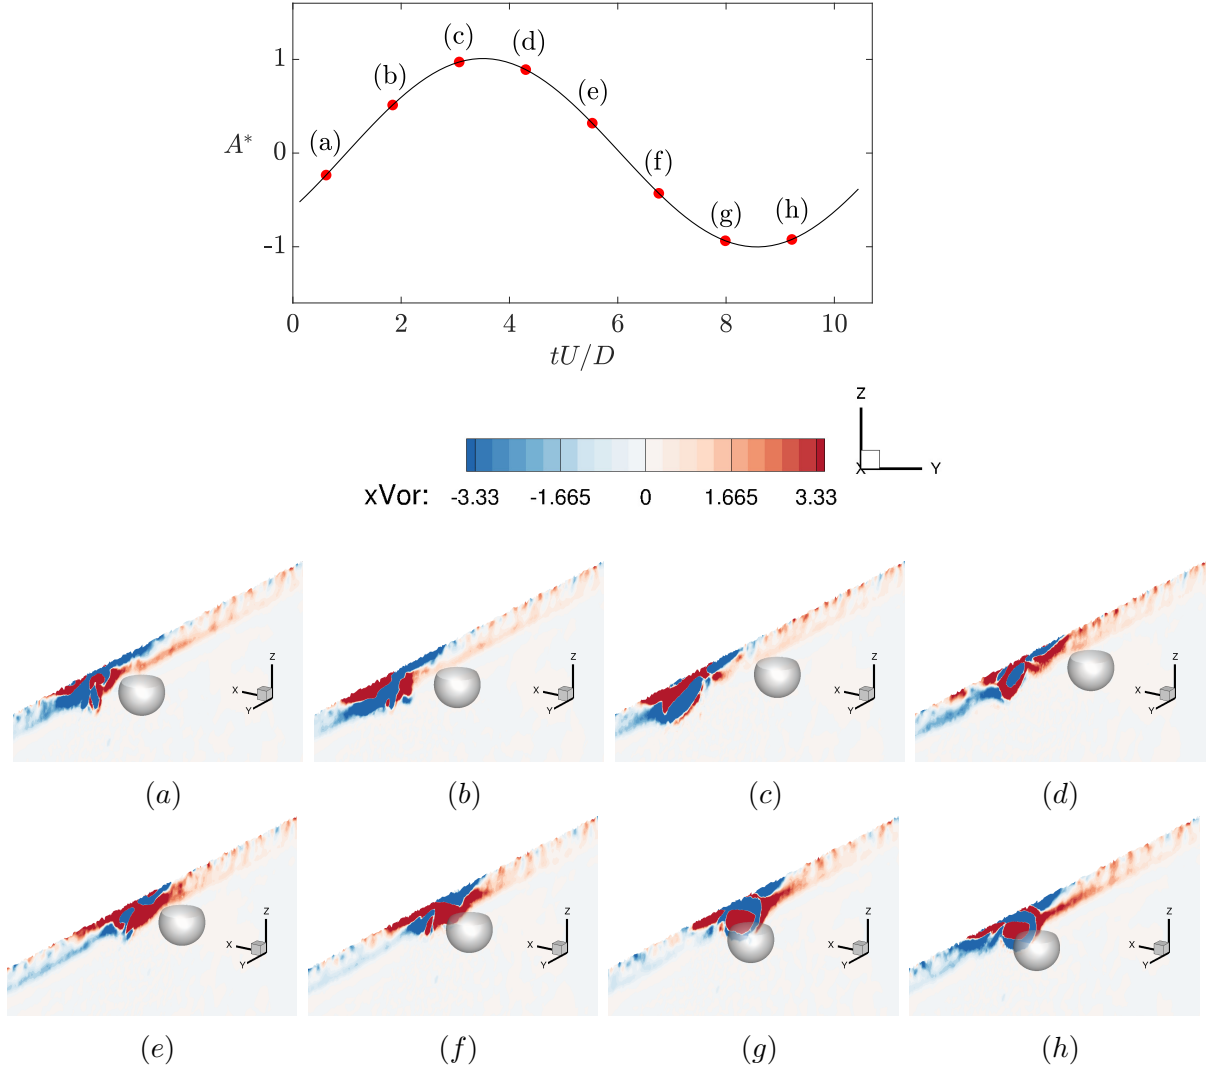 (a)
(b)
(c)
(d)
(e)
(f)
(g)
(h)
A*
1
0
-1
0 2 4 6 8 10
tU/D
Z
X Y
xVor: -3.33 -1.665 0 1.665 3.33
Z X Y
Z X Y
Z X Y
Z X Y
(a) (b) (c) (d)
Z X Y
Z X Y
Z X Y
Z X Y
(e) (f) (g) (h)